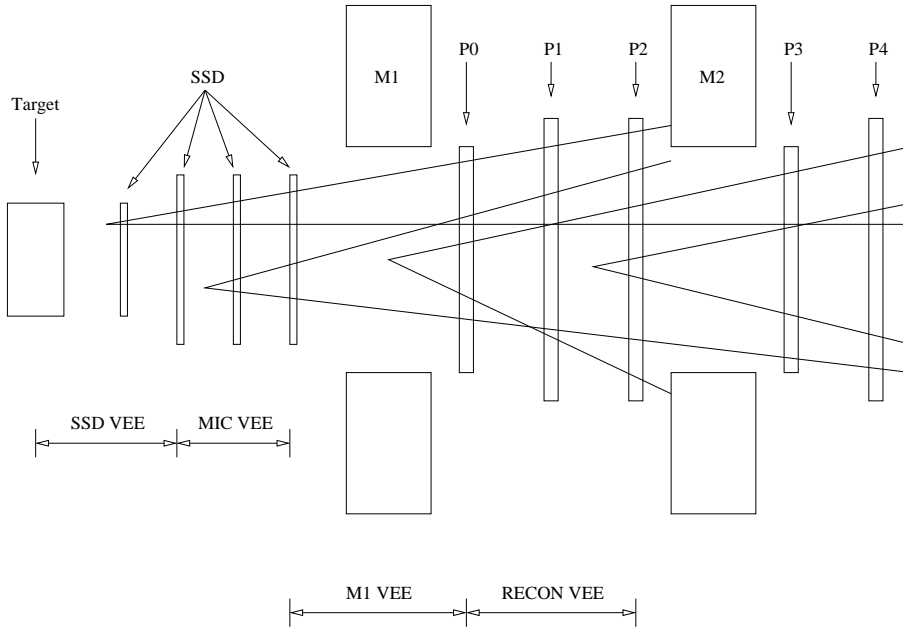 P0 P1 P2 P3 P4
M1 M2
SSD
Target
SSD VEE MIC VEE
M1 VEE RECON VEE